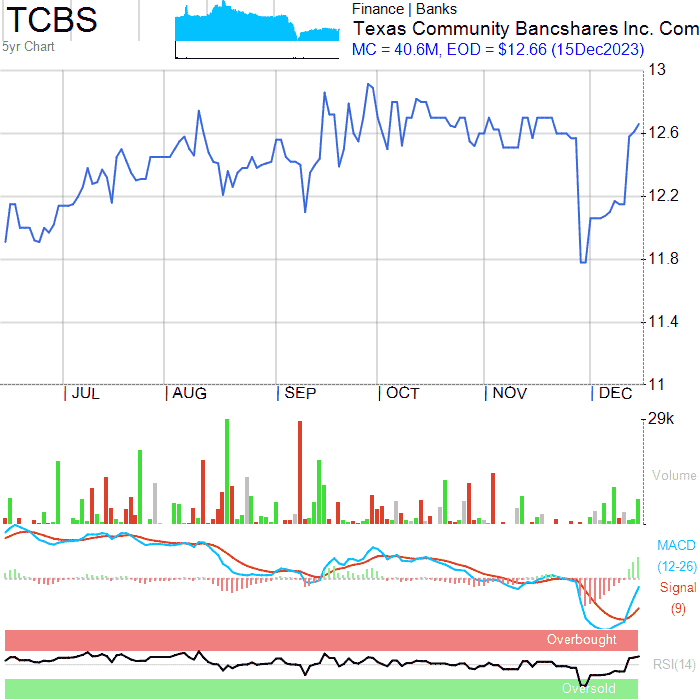 TCBS
5yr Chart
Finance | Banks
Texas Community Bancshares Inc. Com
MC = 40.6M, EOD = $12.66 (15Dec2023)
13
12.6
12.2
11.8
11.4
11
JUL AUG SEP OCT NOV DEC
29k
Volume
MACD
(12-26)
Signal
(9)
Overbought
RSI(14)
Oversold